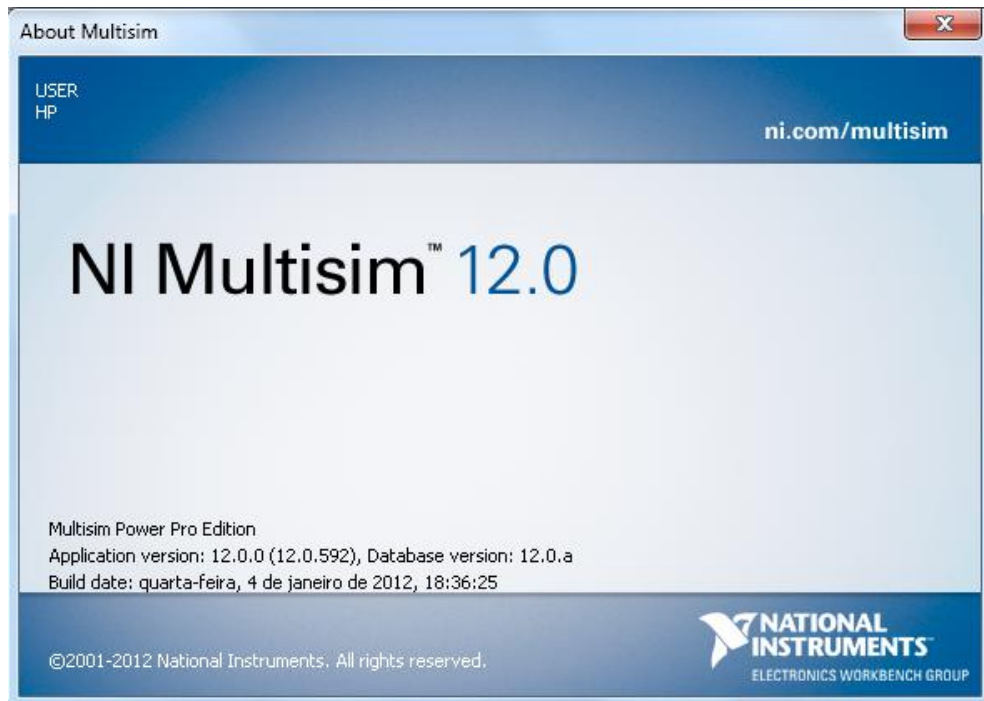 About Multisim
USER
HP
ni.com/multisim
NI Multisim™ 12.0
Multisim Power Pro Edition
Application version: 12.0.0 (12.0.592), Database version: 12.0.a
Build date: quarta-feira, 4 de janeiro de 2012, 18:36:25
©2001-2012 National Instruments. All rights reserved.
NATIONAL
INSTRUMENTS™
ELECTRONICS WORKBENCH GROUP